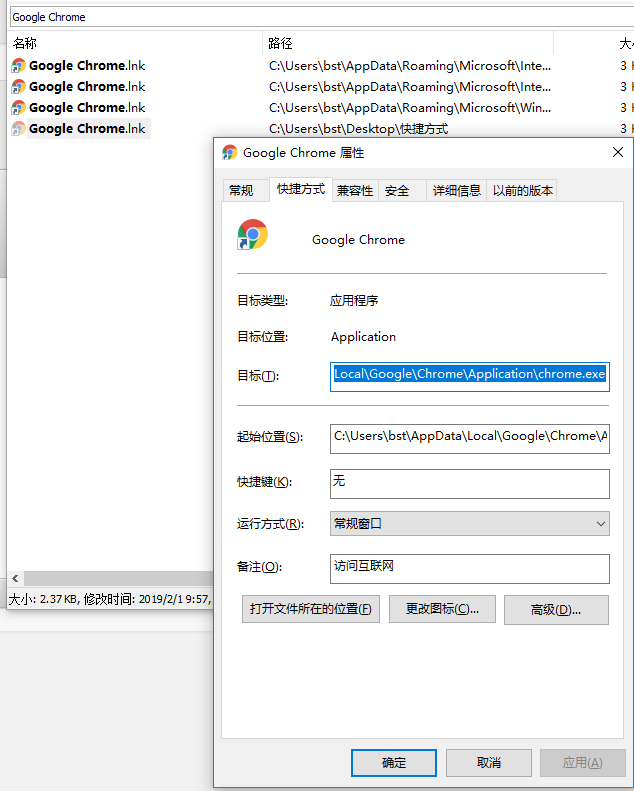 Google Chrome
名称 路径 大
Google Chrome.lnk C:\Users\bst\AppData\Roaming\Microsoft\Inte... 3
Google Chrome.lnk C:\Users\bst\AppData\Roaming\Microsoft\Inte... 3
Google Chrome.lnk C:\Users\bst\AppData\Roaming\Microsoft\Win... 3
Google Chrome.lnk C:\Users\bst\Desktop\快捷方式 3
Google Chrome 属性
常规 快捷方式 兼容性 安全 详细信息 以前的版本
Google Chrome
目标类型: 应用程序
目标位置: Application
目标(T): Local\Google\Chrome\Application\chrome.exe
起始位置(S): C:\Users\bst\AppData\Local\Google\Chrome\A
快捷键(K): 无
运行方式(R): 常规窗口
备注(O): 访问互联网
打开文件所在的位置(F) 更改图标(C)... 高级(D)...
大小: 2.37 KB, 修改时间: 2019/2/1 9:57,
确定 取消 应用(A)